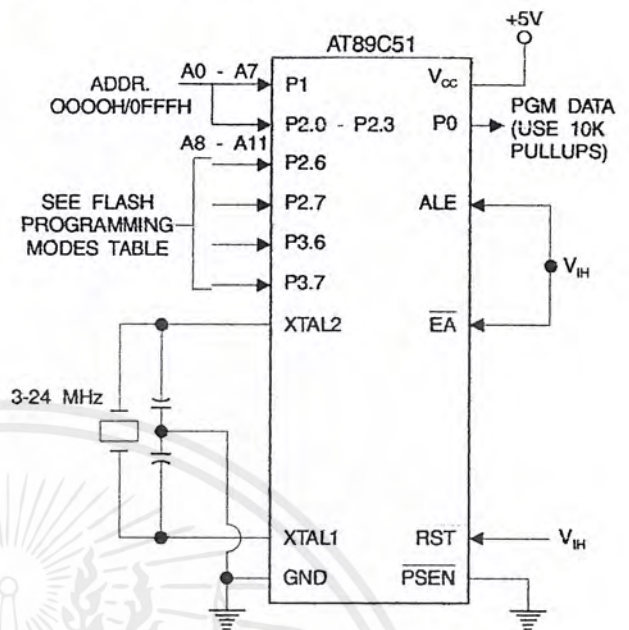 +5V
AT89C51
ADDR.
OOOOH/0FFFH
A0 - A7
P1
VCC
P2.0 - P2.3
P0
PGM DATA
(USE 10K
PULLUPS)
A8 - A11
P2.6
SEE FLASH
PROGRAMMING
MODES TABLE
P2.7
ALE
P3.6
VIH
P3.7
XTAL2
EA
3-24 MHz
XTAL1
RST
VIH
GND
PSEN